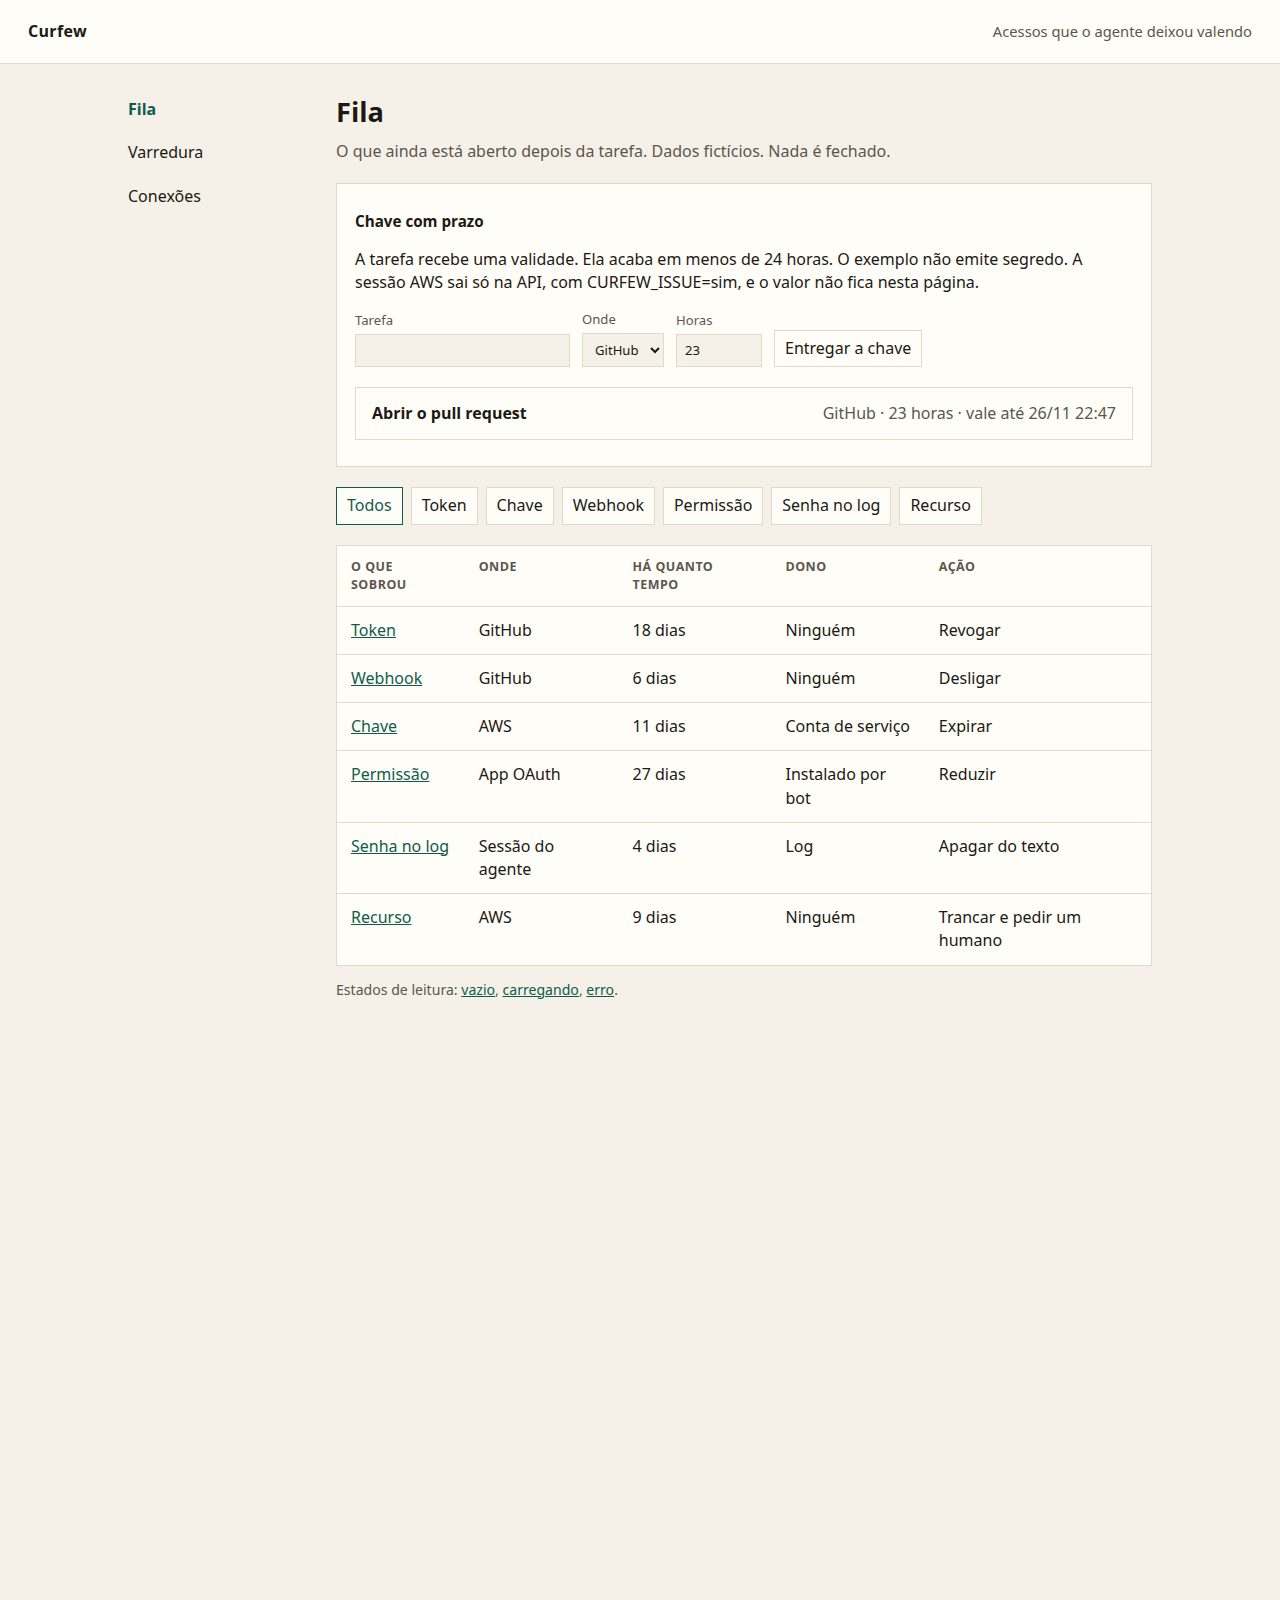 Curfew
Acessos que o agente deixou valendo
Fila
Varredura
Conexões
Fila
O que ainda está aberto depois da tarefa. Dados fictícios. Nada é fechado.
Chave com prazo
A tarefa recebe uma validade. Ela acaba em menos de 24 horas. O exemplo não emite segredo. A
sessão AWS sai só na API, com CURFEW_ISSUE=sim, e o valor não fica nesta página.
Tarefa
Onde
Horas
GitHub
23
Entregar a chave
Abrir o pull request
GitHub · 23 horas · vale até 26/11 22:47
Todos
Token
Chave
Webhook
Permissão
Senha no log
Recurso
O QUE
SOBROU
ONDE
HÁ QUANTO
TEMPO
DONO
AÇÃO
Token
GitHub
18 dias
Ninguém
Revogar
Webhook
GitHub
6 dias
Ninguém
Desligar
Chave
AWS
11 dias
Conta de serviço
Expirar
Permissão
App OAuth
27 dias
Instalado por
bot
Reduzir
Senha no log
Sessão do
agente
4 dias
Log
Apagar do texto
Recurso
AWS
9 dias
Ninguém
Trancar e pedir um
humano
Estados de leitura: vazio, carregando, erro.